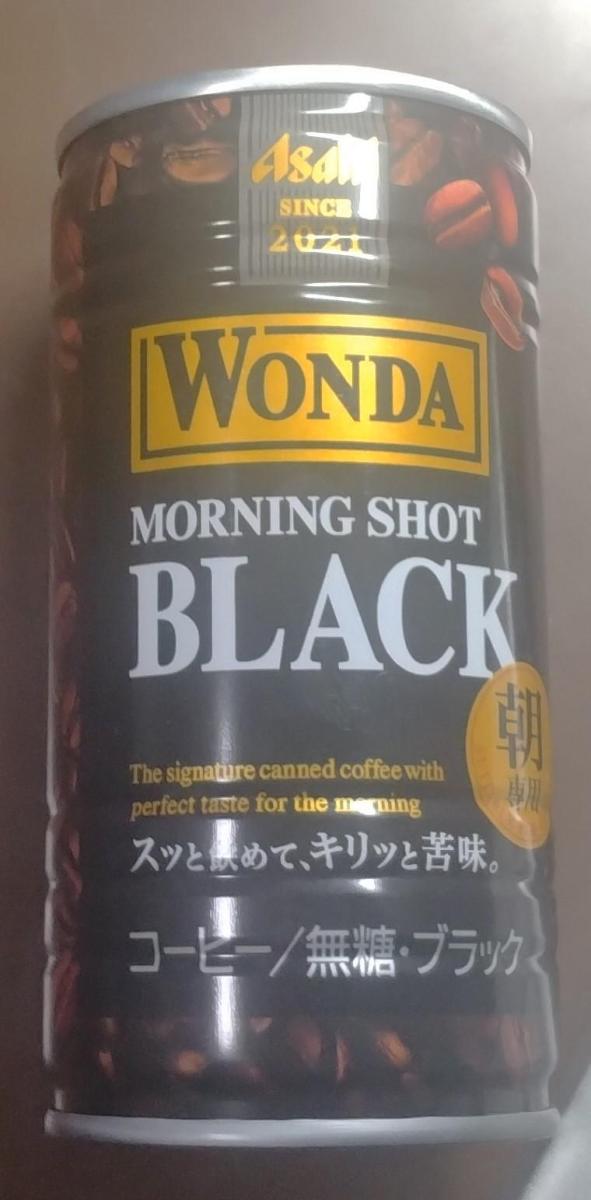 Asahi
SINCE
2021
WONDA
MORNING SHOT
BLACK
朝
専用
The signature canned coffee with
perfect taste for the morning
スッと飲めて、キリッと苦味。
コーヒー/無糖・ブラック